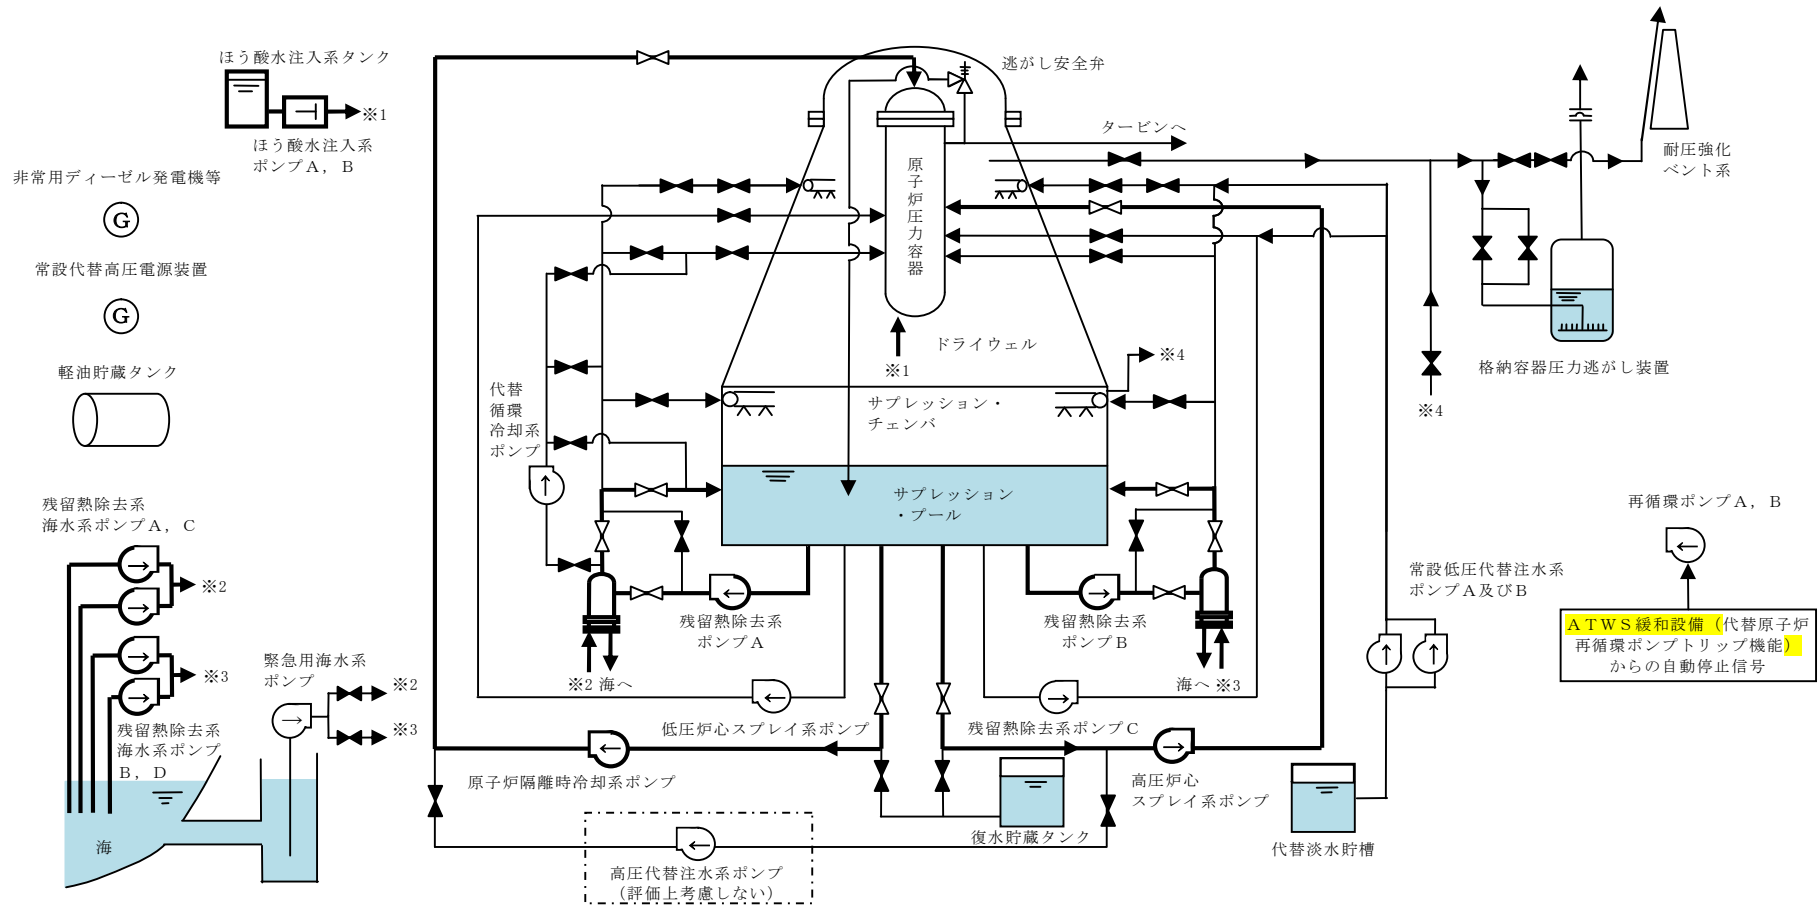 ほう酸水注入系タンク
※1
ほう酸水注入系
ポンプA，B
非常用ディーゼル発電機等
G
常設代替高圧電源装置
G
軽油貯蔵タンク
残留熱除去系
海水系ポンプA，C
※2
※3
残留熱除去系
海水系ポンプ
B，D
海
緊急用海水系
ポンプ
※2
※3
逃がし安全弁
タービンへ
原子炉圧力容器
※1
ドライウェル
サプレッション・
チェンバ
※4
サプレッション
・プール
代替
循環
冷却系
ポンプ
残留熱除去系
ポンプA
※2 海へ
残留熱除去系
ポンプB
海へ ※3
低圧炉心スプレイ系ポンプ
残留熱除去系ポンプC
原子炉隔離時冷却系ポンプ
高圧炉心
スプレイ系ポンプ
復水貯蔵タンク
高圧代替注水系ポンプ
（評価上考慮しない）
耐圧強化
ベント系
格納容器圧力逃がし装置
※4
再循環ポンプA，B
常設低圧代替注水系
ポンプA及びB
ATWS緩和設備（代替原子炉
再循環ポンプトリップ機能）
からの自動停止信号
代替淡水貯槽